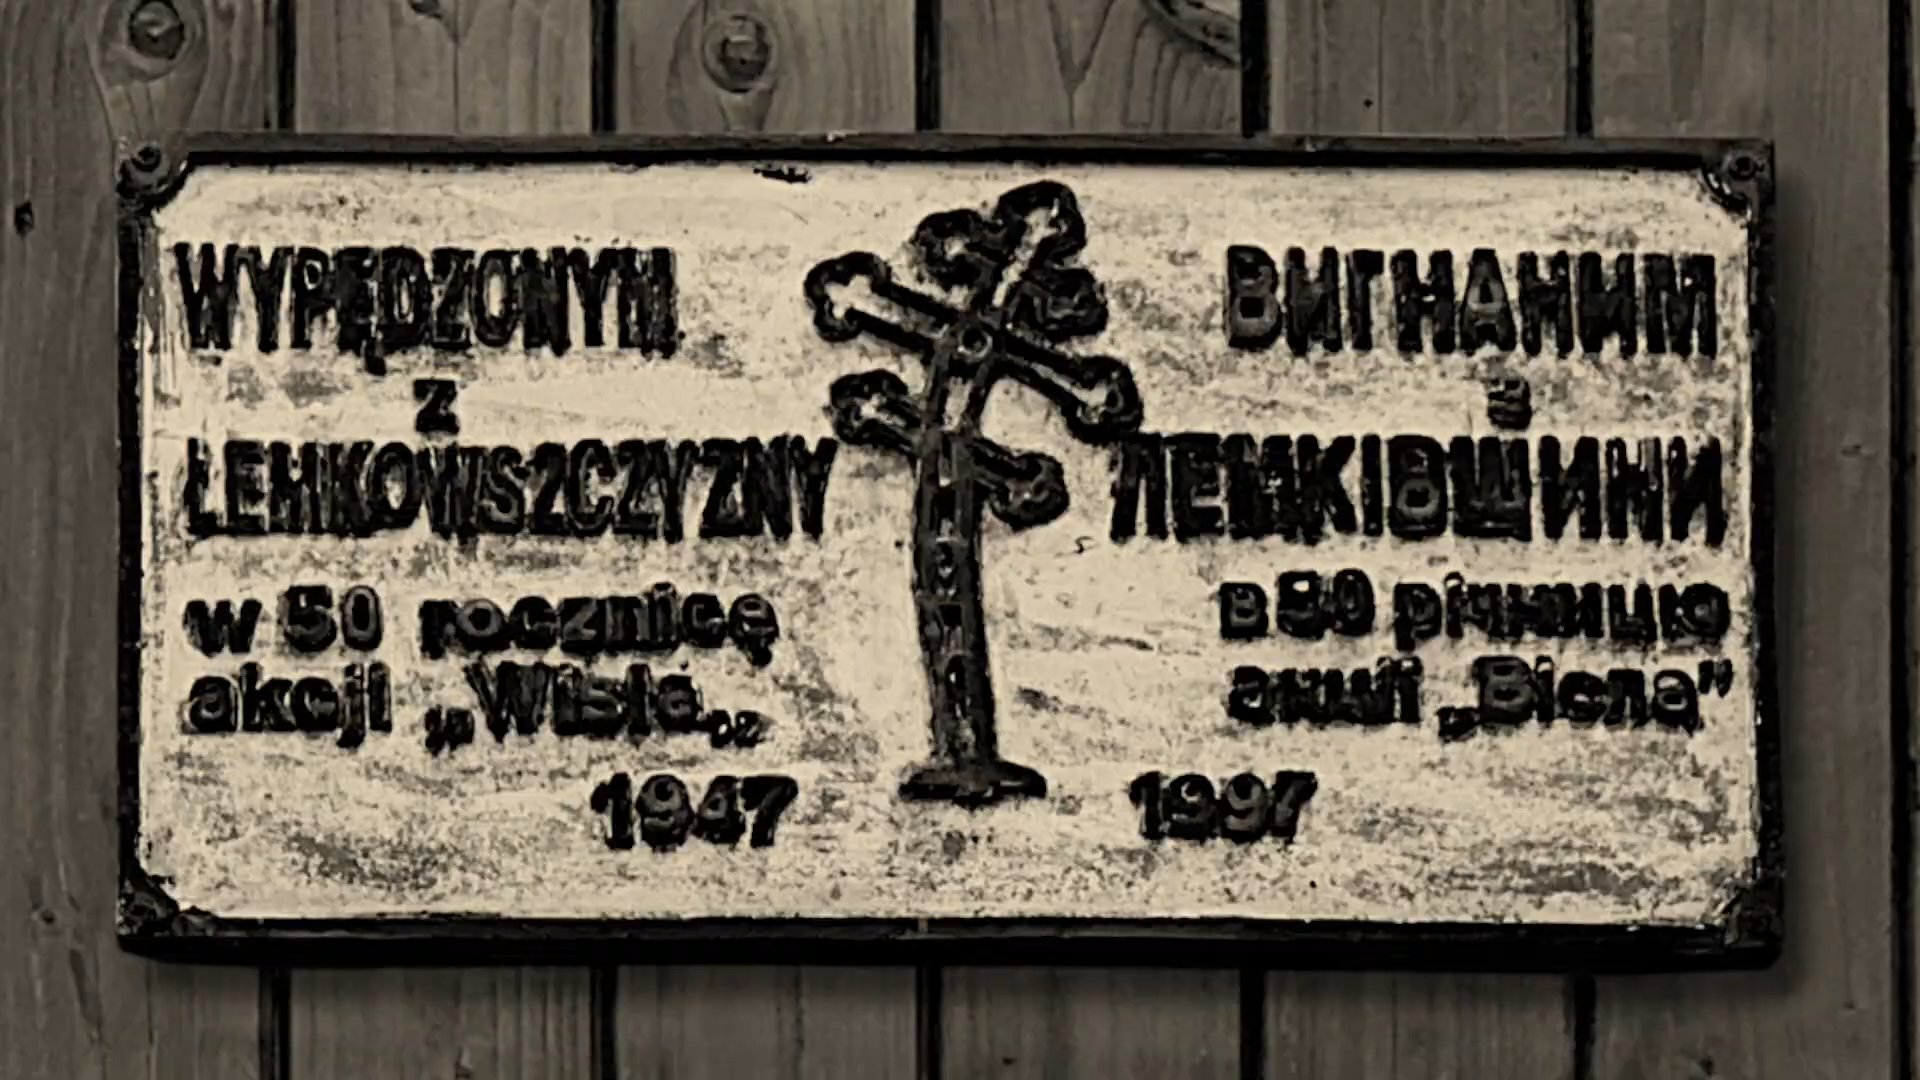 WYPĘDZONYM
z
ŁEMKOWSZCZYZNY
w 50 rocznicę
akcji „Wisła"
1947
ВИГНАНИМ
з
ЛЕМКІВЩИНИ
в 50 річницю
акції „Вісла"
1997